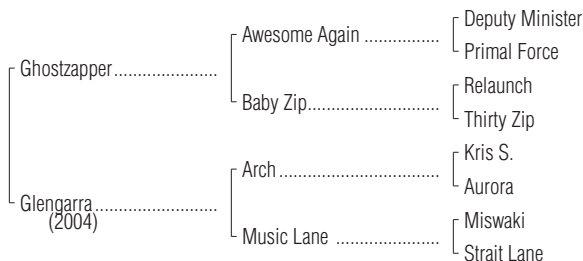 Deputy Minister
Awesome Again ..................
Primal Force
Ghostzapper.........................
Relaunch
Baby Zip................................
Thirty Zip
Kris S.
Arch .......................................
Aurora
Glengarra.............................
(2004)
Miswaki
Music Lane .........................
Strait Lane